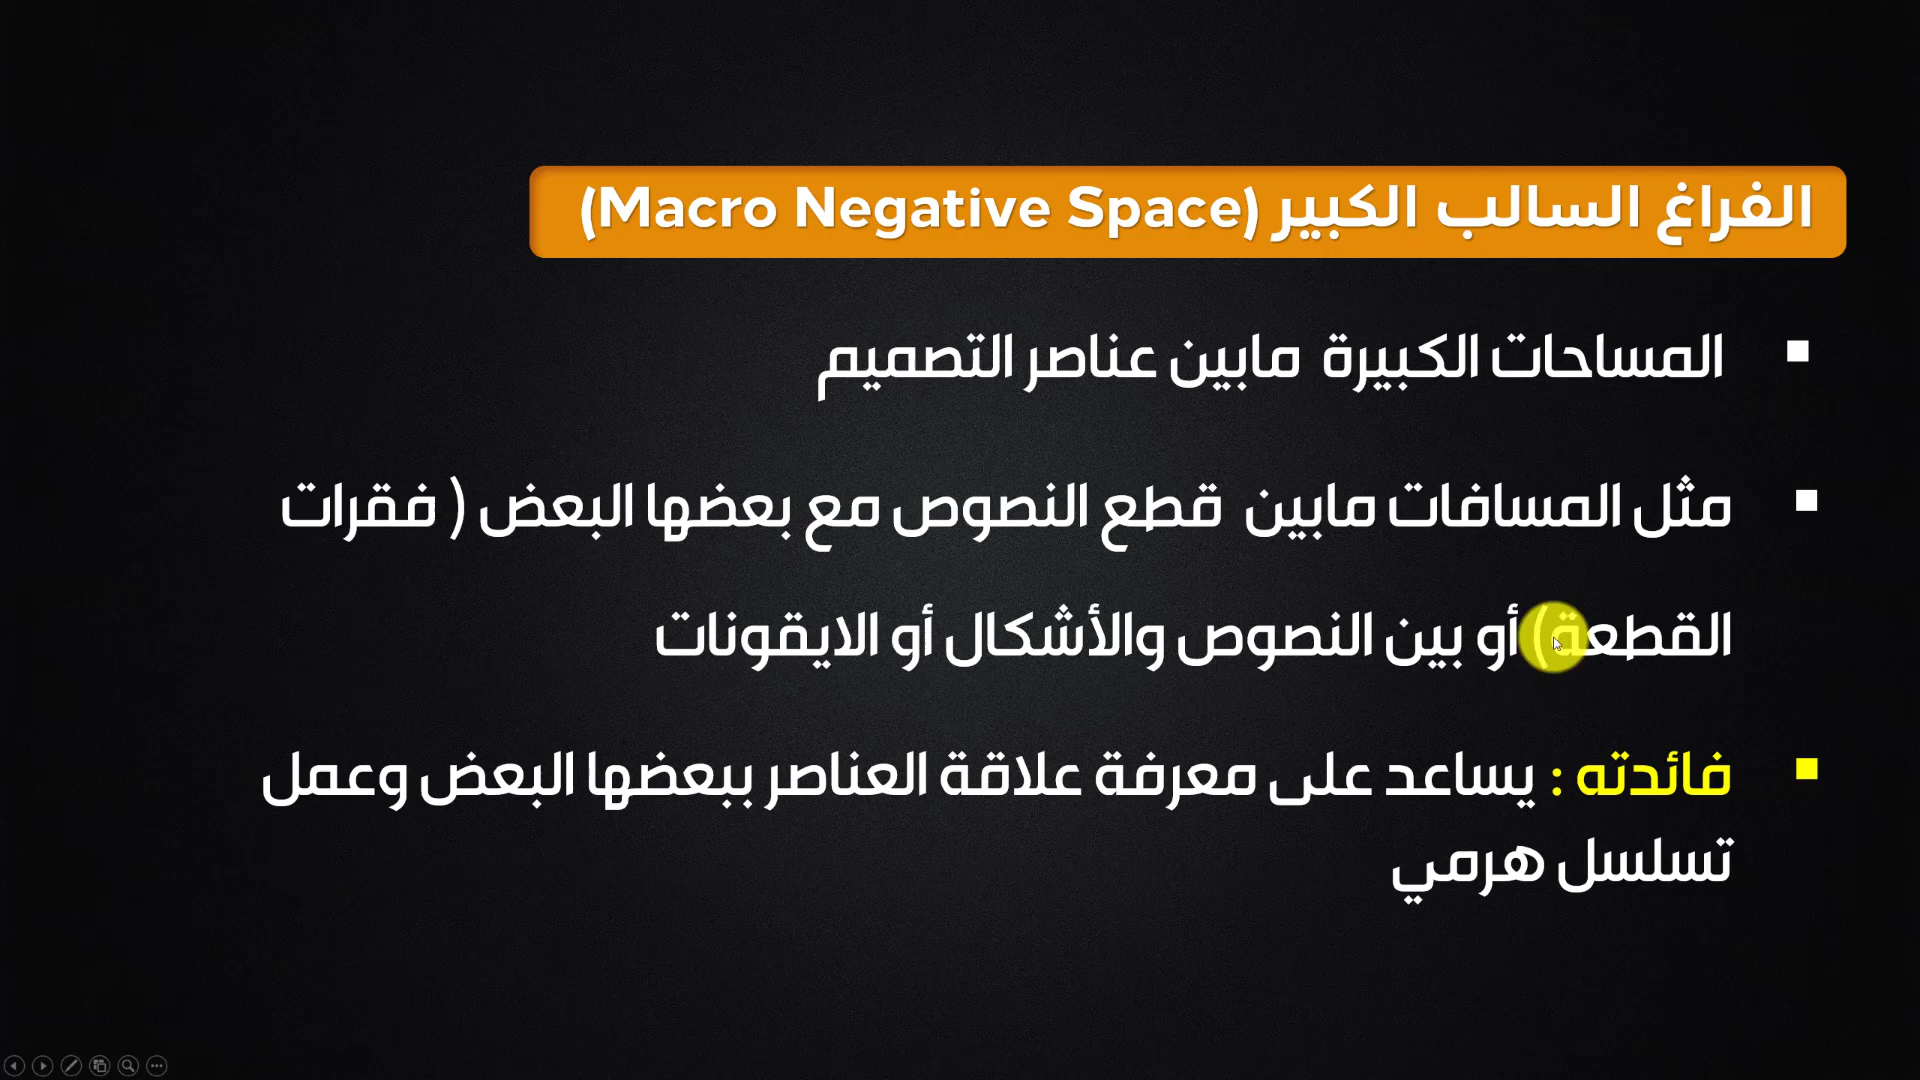 الفراغ السالب الكبير (Macro Negative Space)
المساحات الكبيرة مابين عناصر التصميم
مثل المسافات مابين قطع النصوص مع بعضها البعض ( فقرات
القطعة) أو بين النصوص والأشكال أو الايقونات
فائدته : يساعد على معرفة علاقة العناصر ببعضها البعض وعمل
تسلسل هرمي